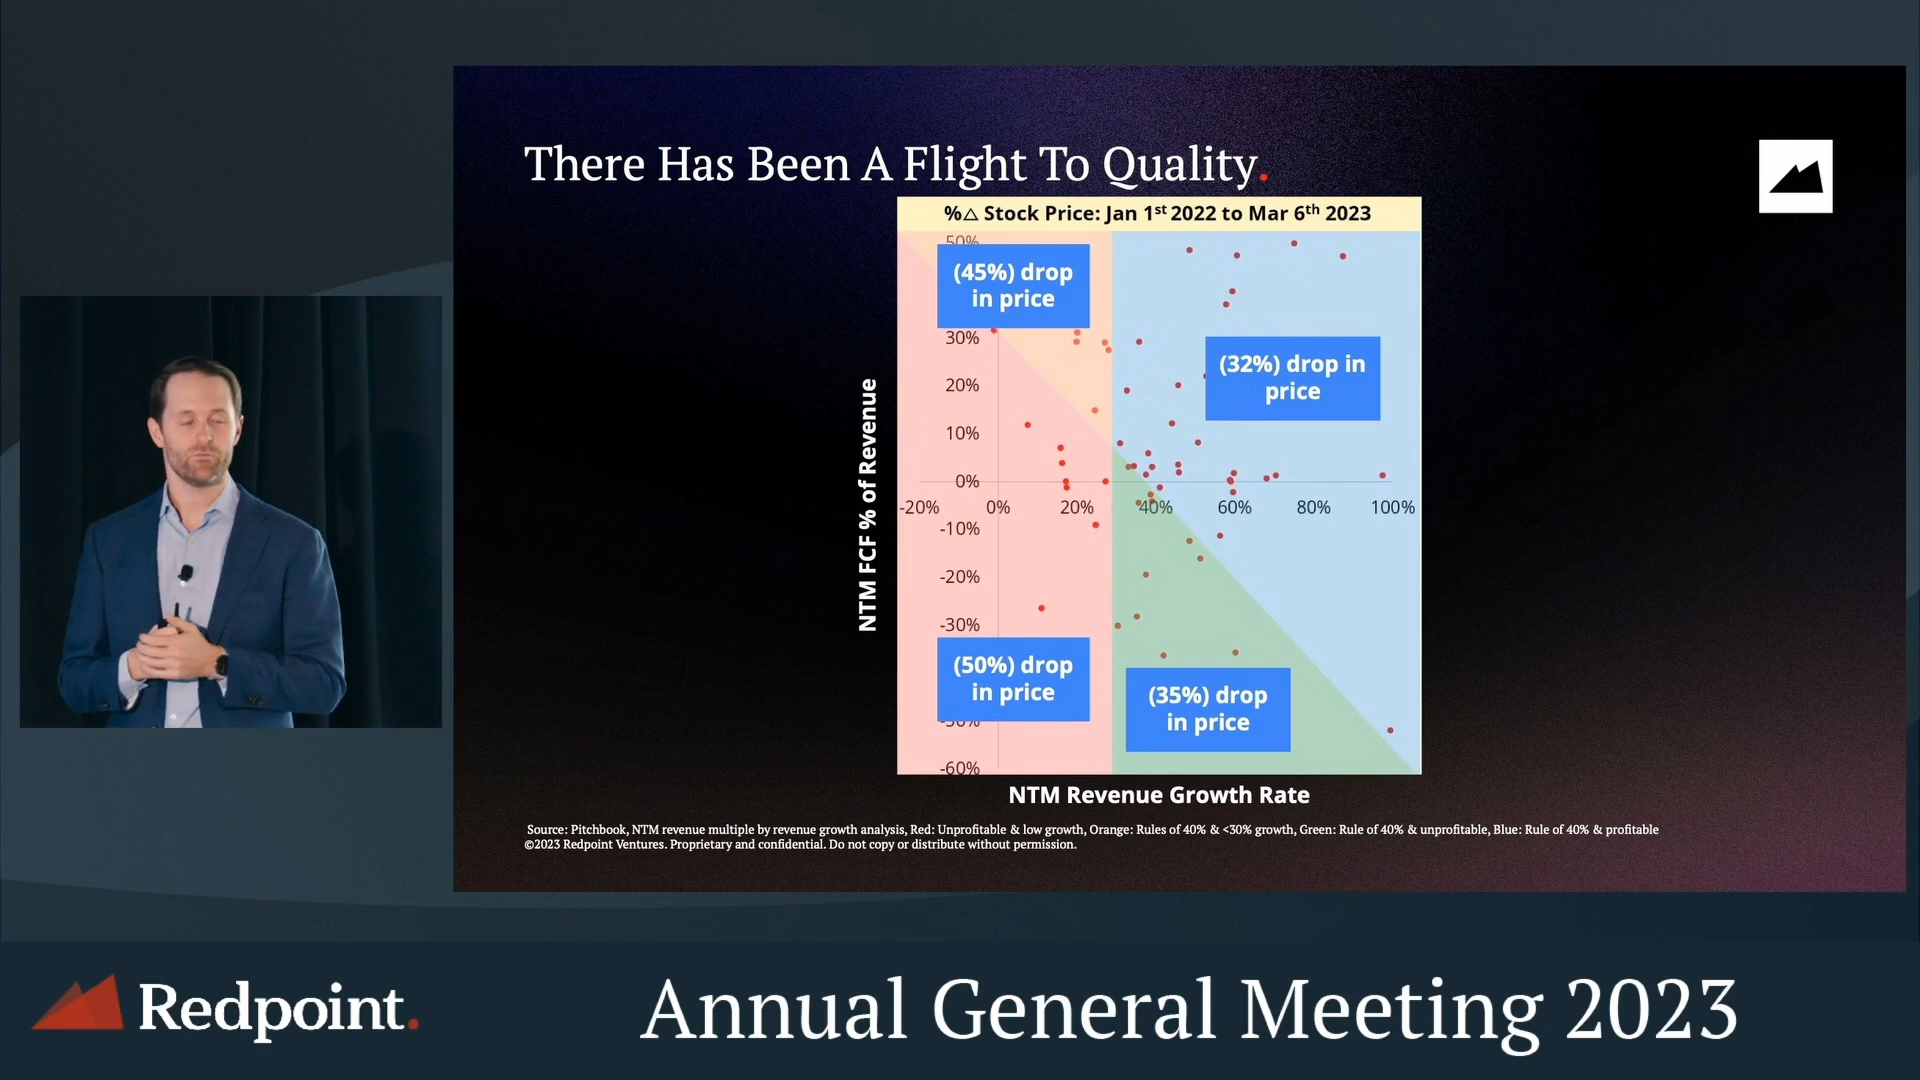 There Has Been A Flight To Quality.
%△ Stock Price: Jan 1st 2022 to Mar 6th 2023
50%
(45%) drop
in price
30%
(32%) drop in
price
20%
10%
0%
-20% 0% 20% 40% 60% 80% 100%
-10%
-20%
-30%
(50%) drop
in price
(35%) drop
in price
-50%
-60%
NTM FCF % of Revenue
NTM Revenue Growth Rate
Source: Pitchbook, NTM revenue multiple by revenue growth analysis, Red: Unprofitable & low growth, Orange: Rules of 40% & <30% growth, Green: Rule of 40% & unprofitable, Blue: Rule of 40% & profitable
©2023 Redpoint Ventures. Proprietary and confidential. Do not copy or distribute without permission.
Redpoint.
Annual General Meeting 2023